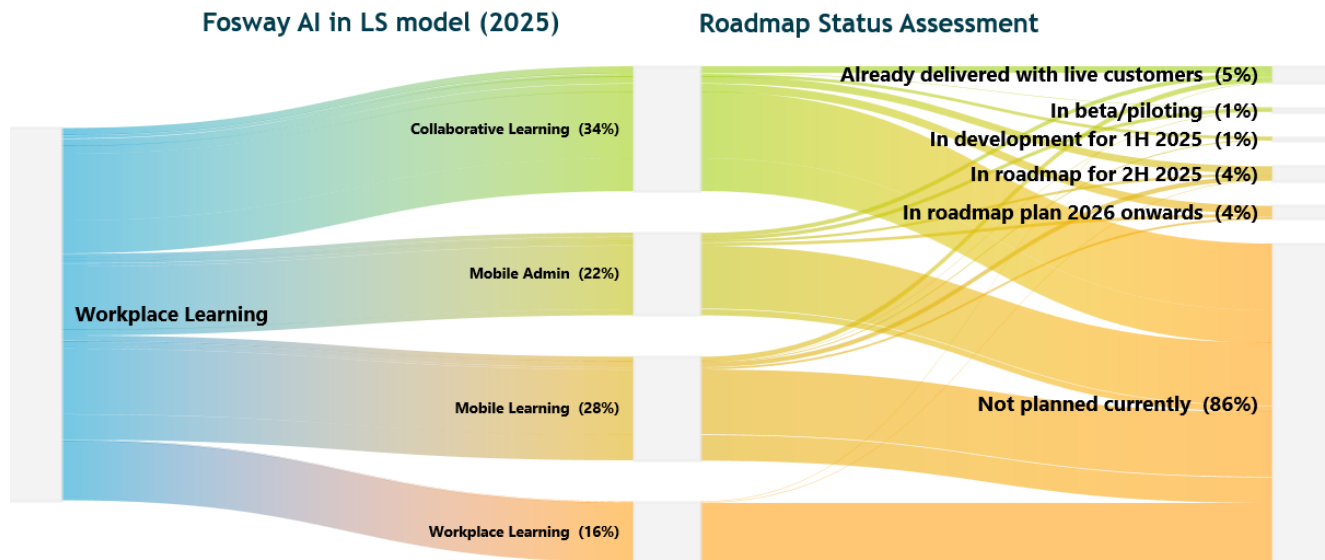 Fosway AI in LS model (2025)
Roadmap Status Assessment
Workplace Learning
Collaborative Learning (34%)
Mobile Admin (22%)
Mobile Learning (28%)
Workplace Learning (16%)
Already delivered with live customers (5%)
In beta/piloting (1%)
In development for 1H 2025 (1%)
In roadmap for 2H 2025 (4%)
In roadmap plan 2026 onwards (4%)
Not planned currently (86%)